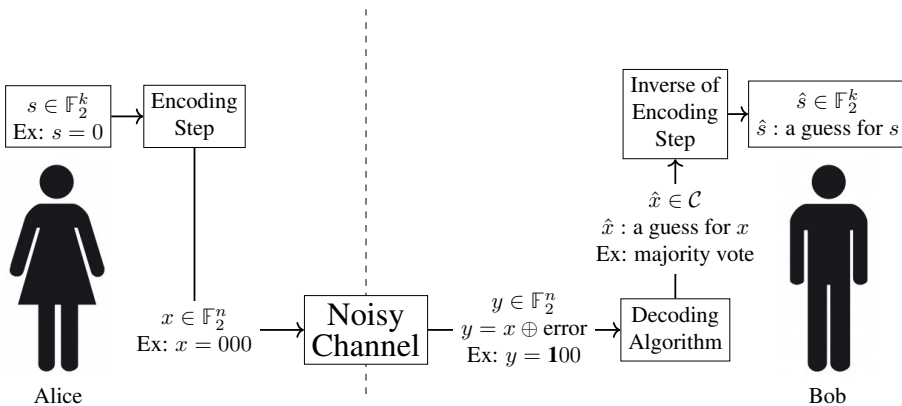 s ∈ 𝔽₂ᵏ
Ex: s = 0
Encoding
Step
x ∈ 𝔽₂ⁿ
Ex: x = 000
Noisy
Channel
y ∈ 𝔽₂ⁿ
y = x ⊕ error
Ex: y = 100
Decoding
Algorithm
x̂ ∈ 𝒞
x̂ : a guess for x
Ex: majority vote
Inverse of
Encoding
Step
ŝ ∈ 𝔽₂ᵏ
ŝ : a guess for s
Alice
Bob